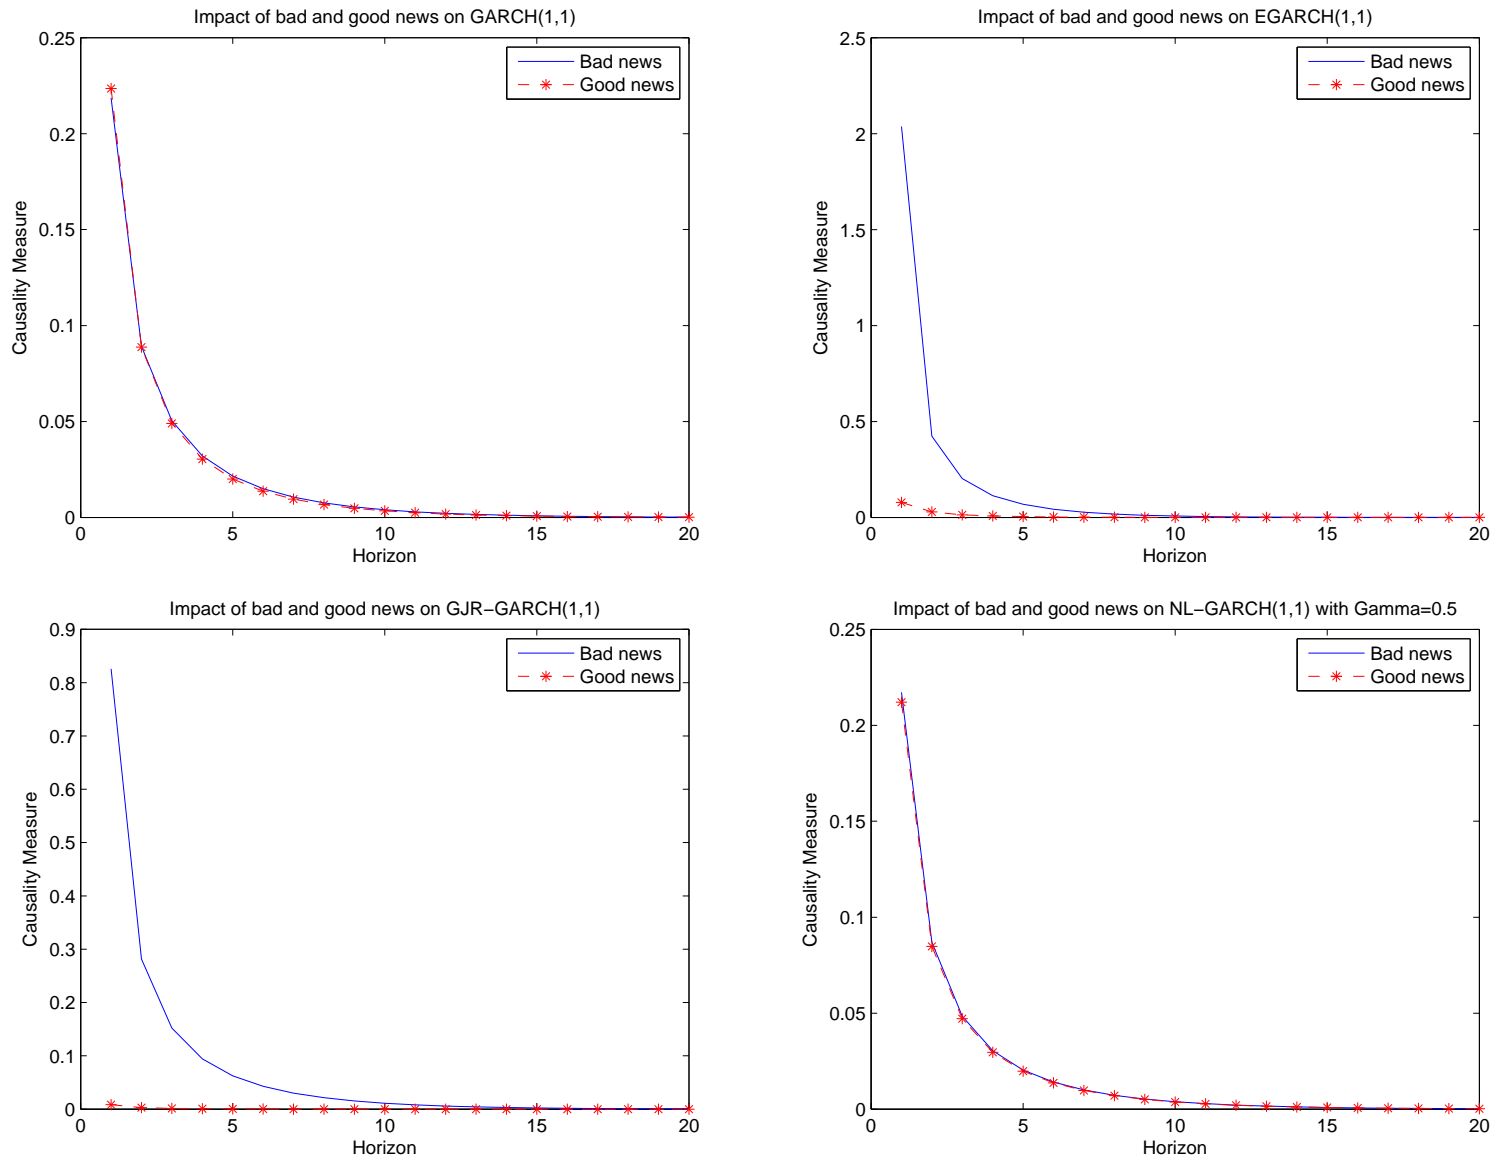 Impact of bad and good news on GARCH(1,1)
0.25
0.2
0.15
0.1
0.05
0
Causality Measure
0 5 10 15 20
Horizon
Bad news
Good news
Impact of bad and good news on EGARCH(1,1)
2.5
2
1.5
1
0.5
0
Causality Measure
0 5 10 15 20
Horizon
Bad news
Good news
Impact of bad and good news on GJR−GARCH(1,1)
0.9
0.8
0.7
0.6
0.5
0.4
0.3
0.2
0.1
0
Causality Measure
0 5 10 15 20
Horizon
Bad news
Good news
Impact of bad and good news on NL−GARCH(1,1) with Gamma=0.5
0.25
0.2
0.15
0.1
0.05
0
Causality Measure
0 5 10 15 20
Horizon
Bad news
Good news